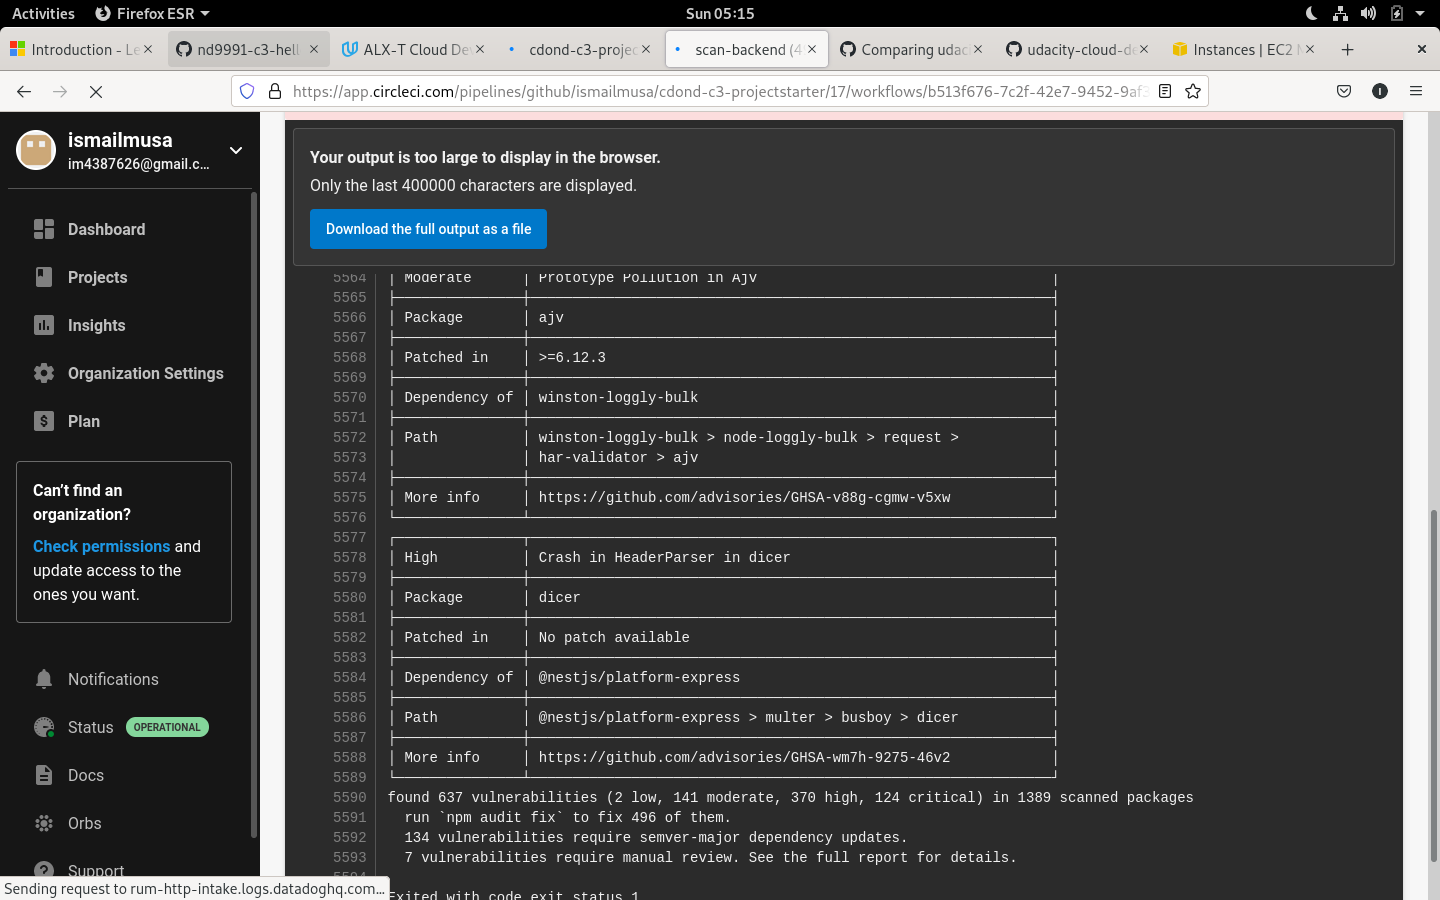 Activities Firefox ESR Sun 05:15
Introduction - Le nd9991-c3-hell ALX-T Cloud Dev cdond-c3-projec scan-backend (4 Comparing udac udacity-cloud-de Instances | EC2 M
https://app.circleci.com/pipelines/github/ismailmusa/cdond-c3-projectstarter/17/workflows/b513f676-7c2f-42e7-9452-9af3
ismailmusa
im4387626@gmail.c...
Dashboard
Projects
Insights
Organization Settings
Plan
Can't find an
organization?
Check permissions and
update access to the
ones you want.
Notifications
Status OPERATIONAL
Docs
Orbs
Support
Sending request to rum-http-intake.logs.datadoghq.com...
Your output is too large to display in the browser.
Only the last 400000 characters are displayed.
Download the full output as a file
5564 │ Moderate │ Prototype Pollution in Ajv │
5565
5566 │ Package │ ajv │
5567
5568 │ Patched in │ >=6.12.3 │
5569
5570 │ Dependency of │ winston-loggly-bulk │
5571
5572 │ Path │ winston-loggly-bulk > node-loggly-bulk > request > │
5573 │ │ har-validator > ajv │
5574
5575 │ More info │ https://github.com/advisories/GHSA-v88g-cgmw-v5xw │
5576
5577
5578 │ High │ Crash in HeaderParser in dicer │
5579
5580 │ Package │ dicer │
5581
5582 │ Patched in │ No patch available │
5583
5584 │ Dependency of │ @nestjs/platform-express │
5585
5586 │ Path │ @nestjs/platform-express > multer > busboy > dicer │
5587
5588 │ More info │ https://github.com/advisories/GHSA-wm7h-9275-46v2 │
5589
5590 found 637 vulnerabilities (2 low, 141 moderate, 370 high, 124 critical) in 1389 scanned packages
5591 run `npm audit fix` to fix 496 of them.
5592 134 vulnerabilities require semver-major dependency updates.
5593 7 vulnerabilities require manual review. See the full report for details.
5594
Exited with code exit status 1